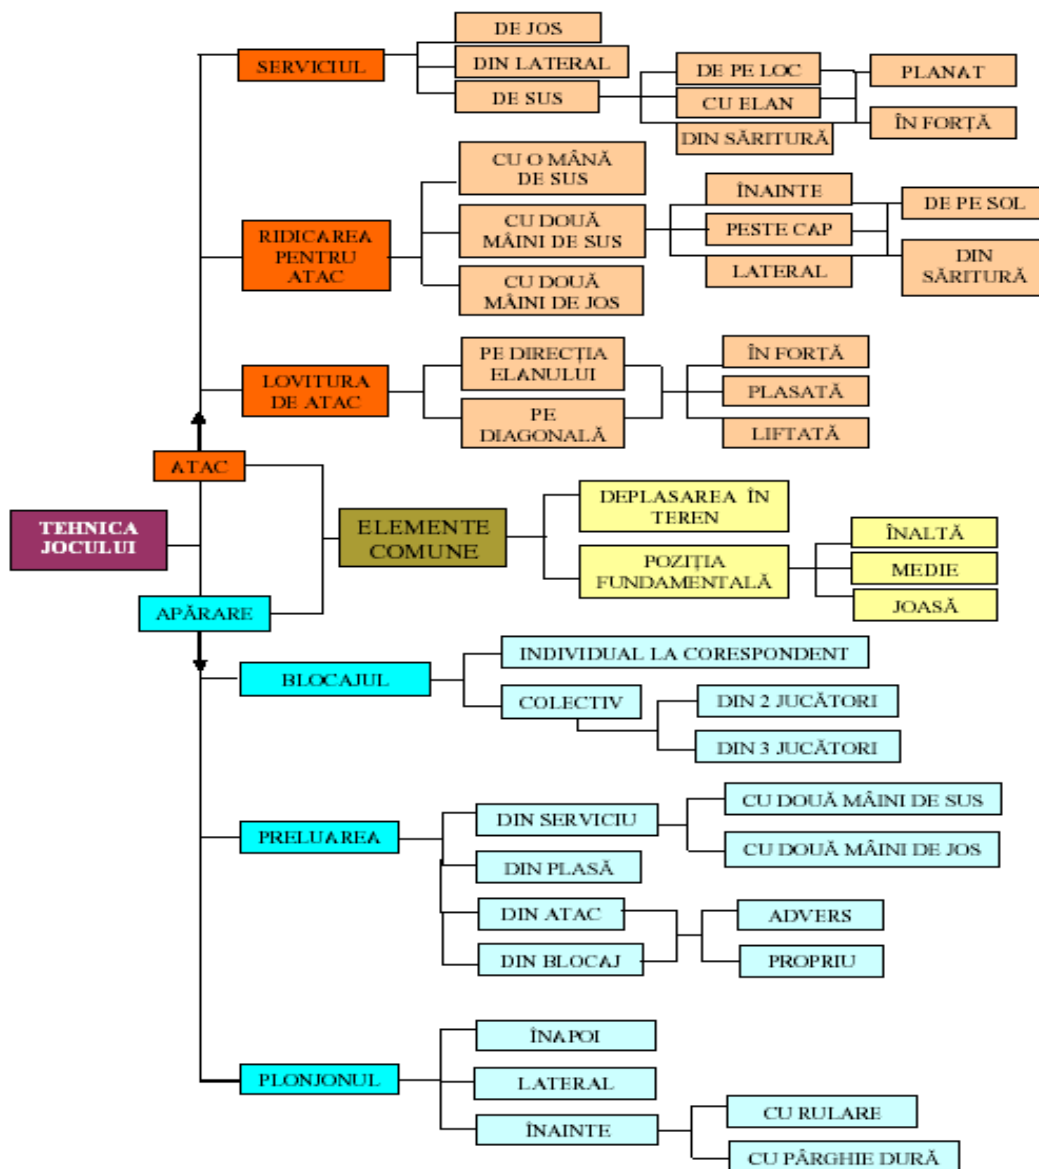 DE JOS
SERVICIUL
DIN LATERAL
DE SUS
DE PE LOC
CU ELAN
DIN SĂRITURĂ
PLANAT
ÎN FORȚĂ
RIDICAREA
PENTRU
ATAC
CU O MÂNĂ
DE SUS
CU DOUĂ
MÂINI DE SUS
CU DOUĂ
MÂINI DE JOS
ÎNAINTE
PESTE CAP
LATERAL
DE PE SOL
DIN
SĂRITURĂ
LOVITURA
DE ATAC
PE DIRECȚIA
ELANULUI
PE
DIAGONALĂ
ÎN FORȚĂ
PLASATĂ
LIFTATĂ
ATAC
TEHNICA
JOCULUI
APĂRARE
ELEMENTE
COMUNE
DEPLASAREA ÎN
TEREN
POZIȚIA
FUNDAMENTALĂ
ÎNALTĂ
MEDIE
JOASĂ
BLOCAJUL
INDIVIDUAL LA CORESPONDENT
COLECTIV
DIN 2 JUCĂTORI
DIN 3 JUCĂTORI
PRELUAREA
DIN SERVICIU
CU DOUĂ MÂINI DE SUS
CU DOUĂ MÂINI DE JOS
DIN PLASĂ
DIN ATAC
DIN BLOCAJ
ADVERS
PROPRIU
PLONJONUL
ÎNAPOI
LATERAL
ÎNAINTE
CU RULARE
CU PÂRGHIE DURĂ